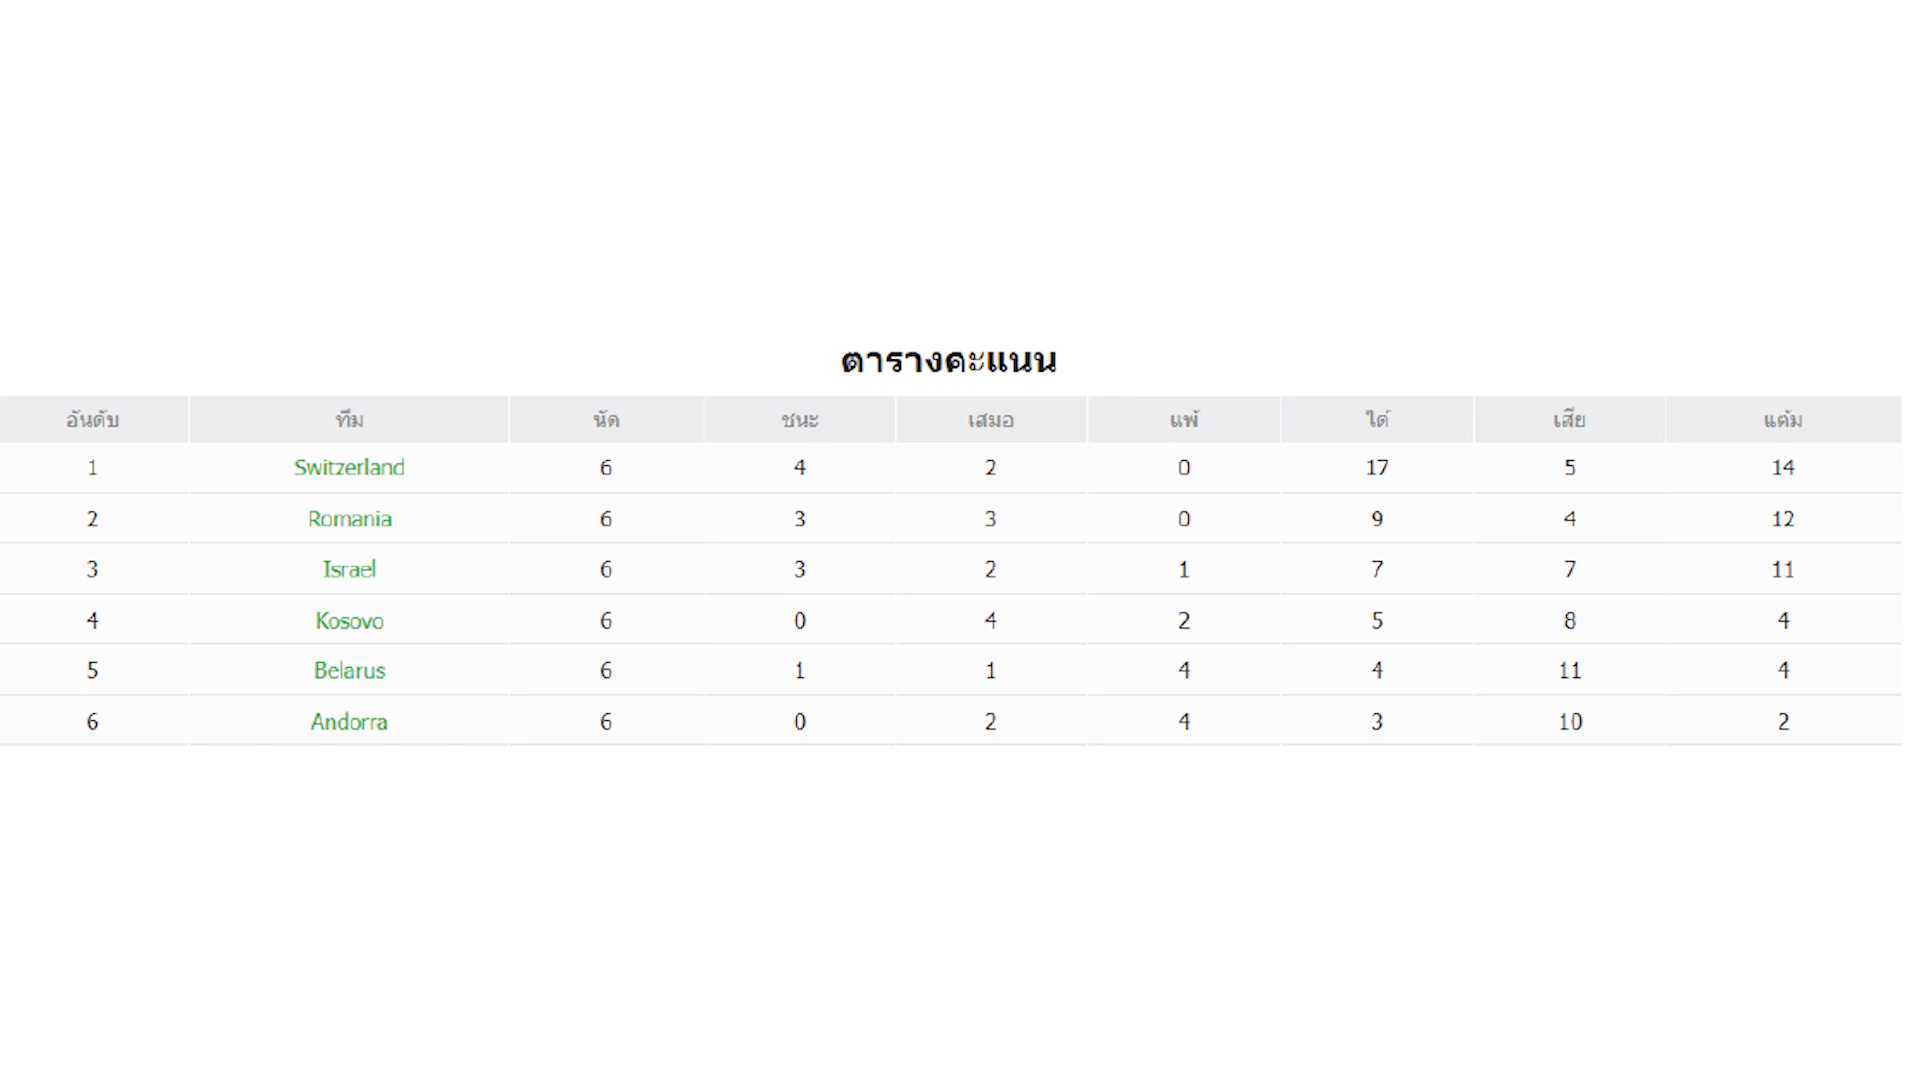 ตารางคะแนน
อันดับ ทีม นัด ชนะ เสมอ แพ้ ได้ เสีย แต้ม
1 Switzerland 6 4 2 0 17 5 14
2 Romania 6 3 3 0 9 4 12
3 Israel 6 3 2 1 7 7 11
4 Kosovo 6 0 4 2 5 8 4
5 Belarus 6 1 1 4 4 11 4
6 Andorra 6 0 2 4 3 10 2